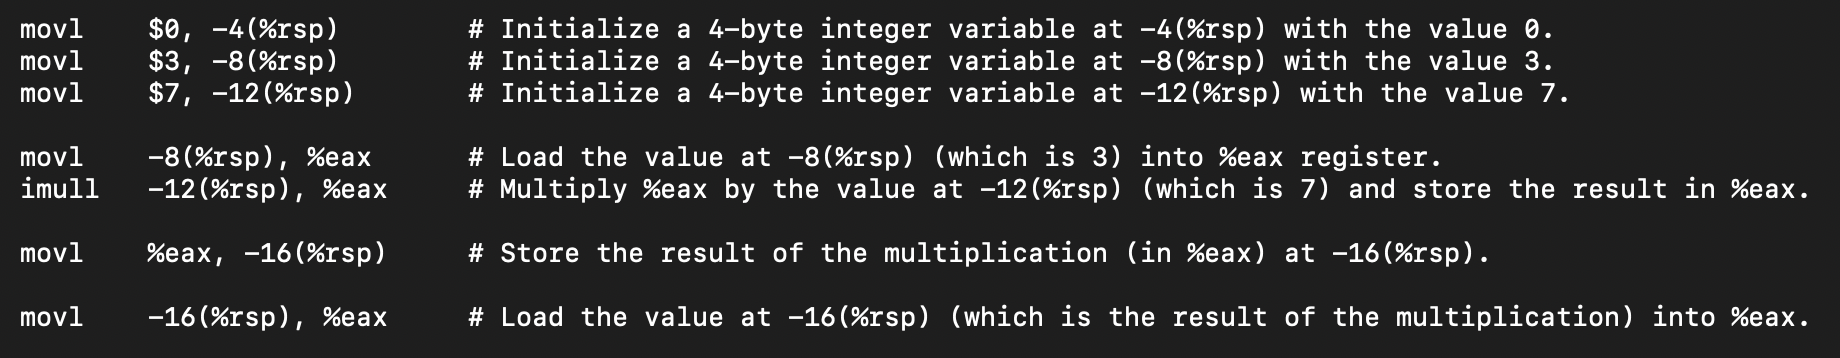 movl    $0, -4(%rsp)        # Initialize a 4-byte integer variable at -4(%rsp) with the value 0.
movl    $3, -8(%rsp)        # Initialize a 4-byte integer variable at -8(%rsp) with the value 3.
movl    $7, -12(%rsp)       # Initialize a 4-byte integer variable at -12(%rsp) with the value 7.
movl    -8(%rsp), %eax      # Load the value at -8(%rsp) (which is 3) into %eax register.
imull   -12(%rsp), %eax     # Multiply %eax by the value at -12(%rsp) (which is 7) and store the result in %eax.
movl    %eax, -16(%rsp)     # Store the result of the multiplication (in %eax) at -16(%rsp).
movl    -16(%rsp), %eax     # Load the value at -16(%rsp) (which is the result of the multiplication) into %eax.